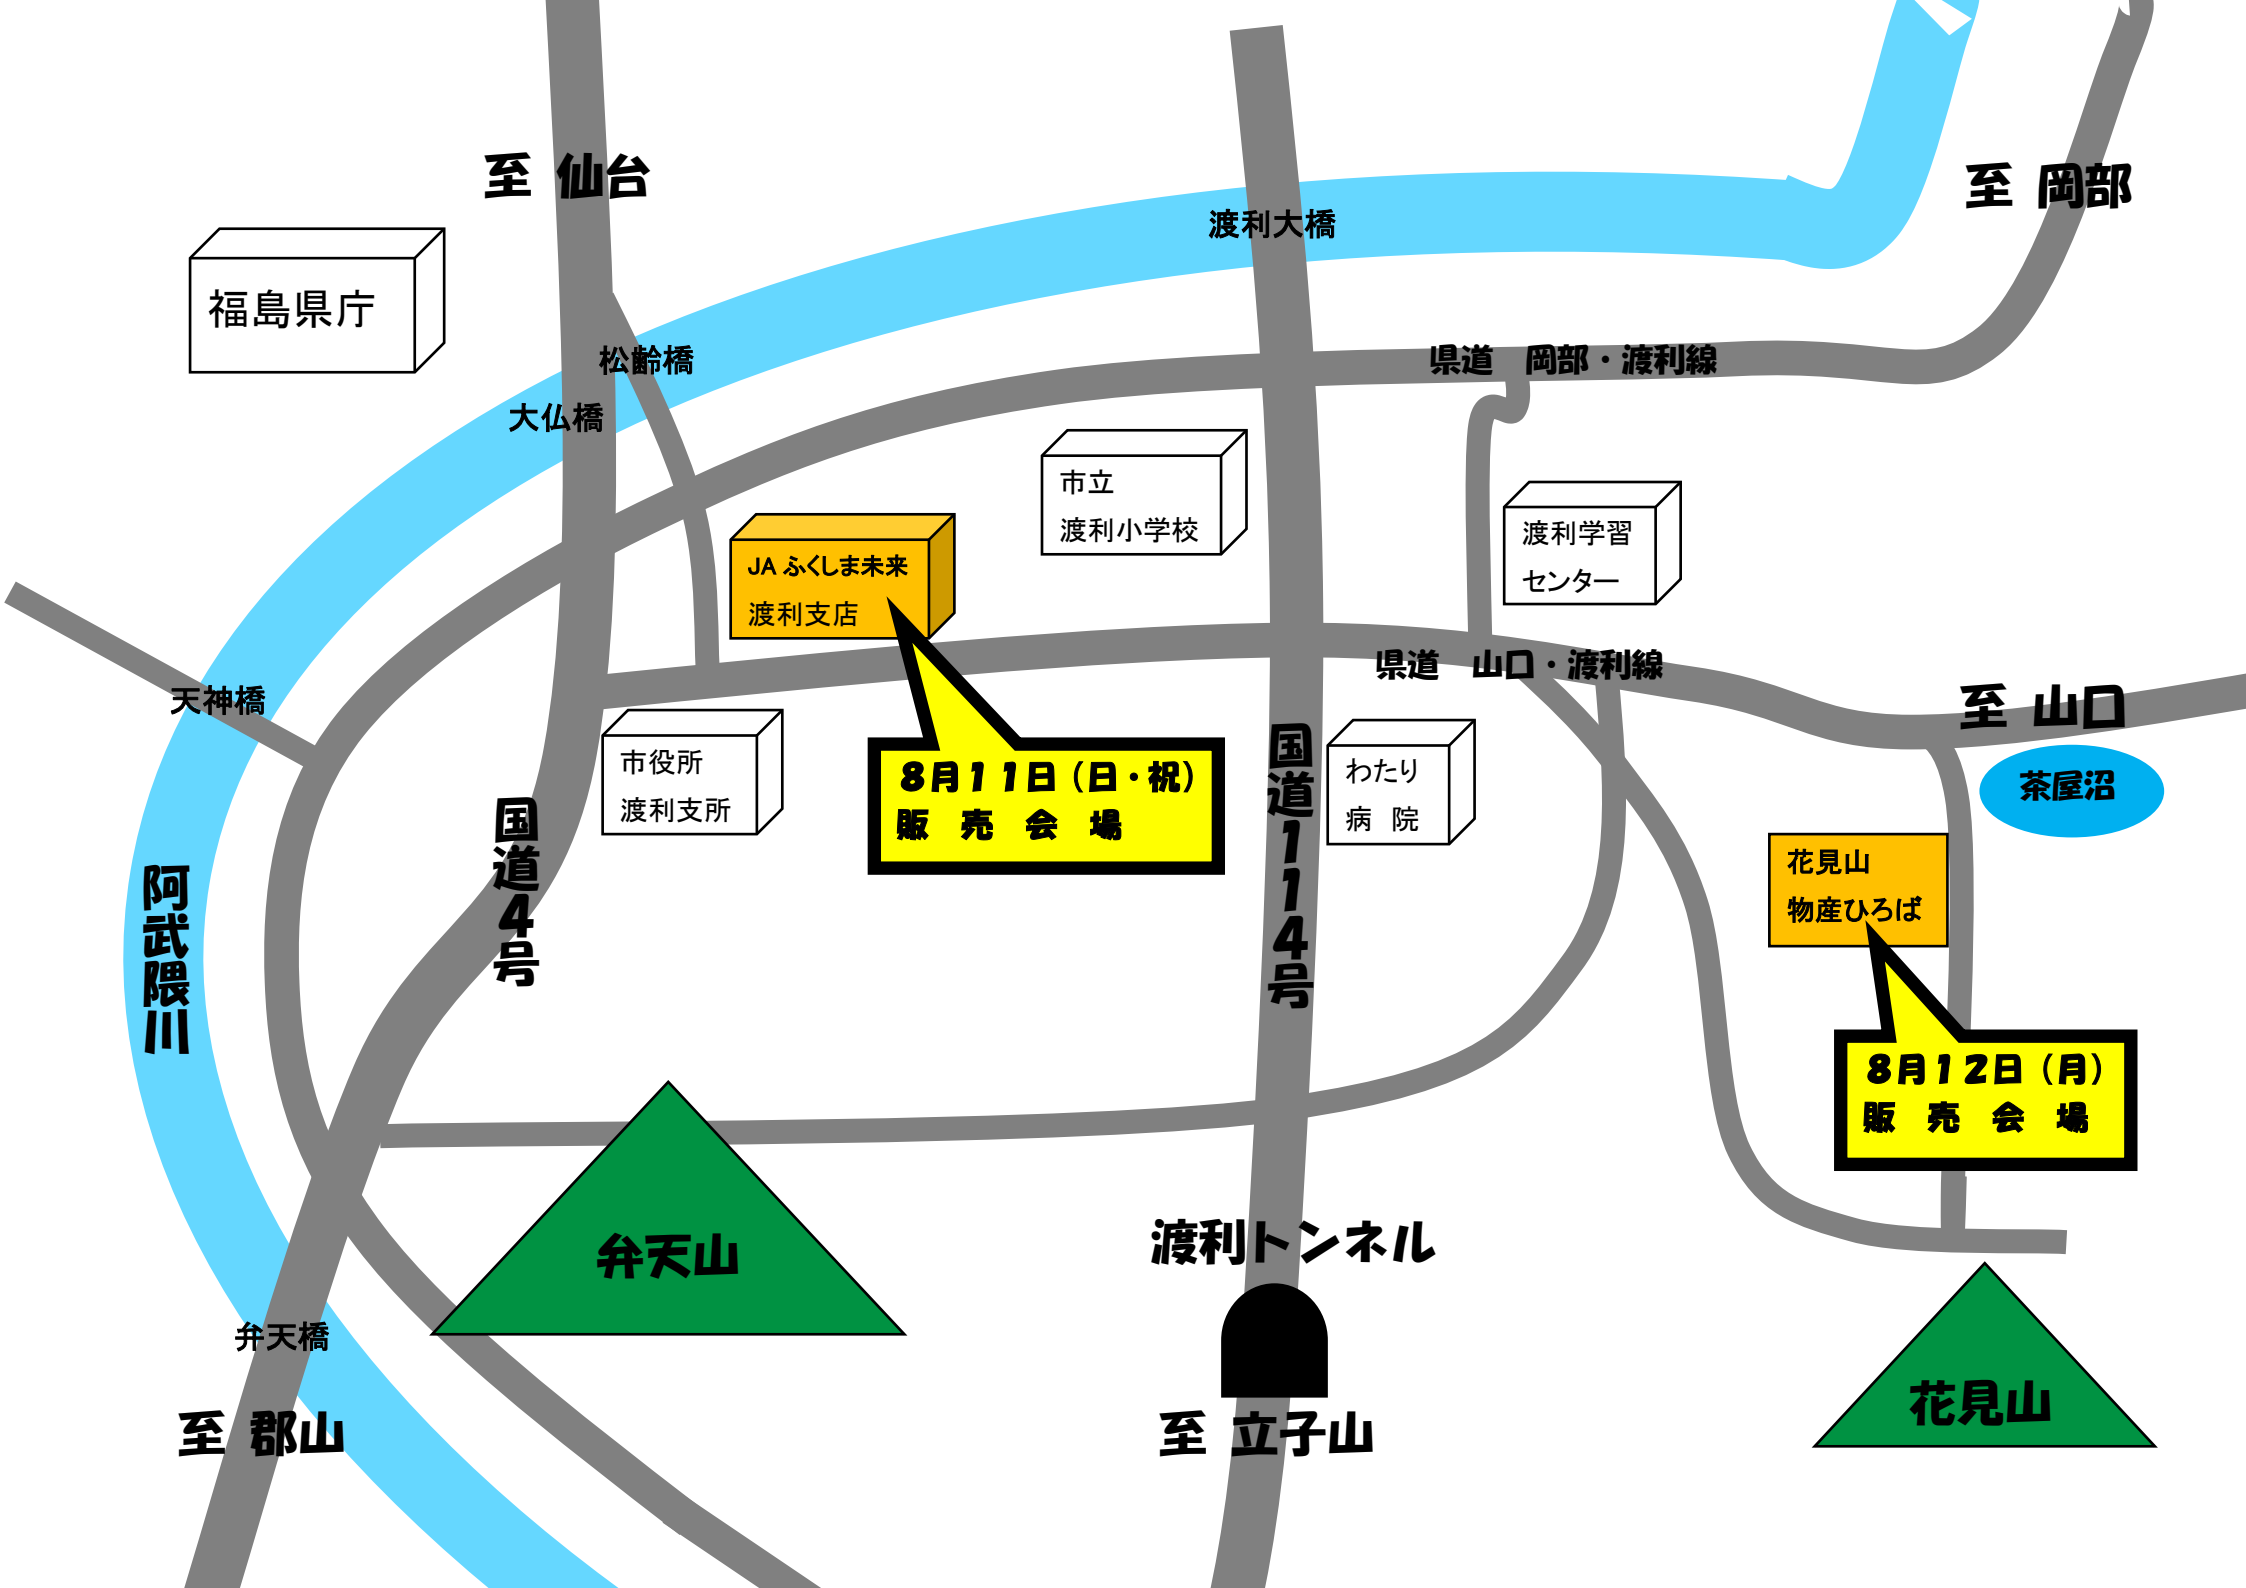 至 仙台
至 岡部
渡利大橋
福島県庁
松齢橋
県道　岡部・渡利線
大仏橋
市立
渡利小学校
渡利学習
センター
JA ふくしま未来
渡利支店
天神橋
県道　山口・渡利線
至 山口
市役所
渡利支所
８月１１日（日・祝）
販　売　会　場
国道１１４号
わたり
病　院
茶屋沼
国道４号
花見山
物産ひろば
阿武隈川
８月１２日（月）
販　売　会　場
渡利トンネル
弁天山
弁天橋
至 郡山
至 立子山
花見山